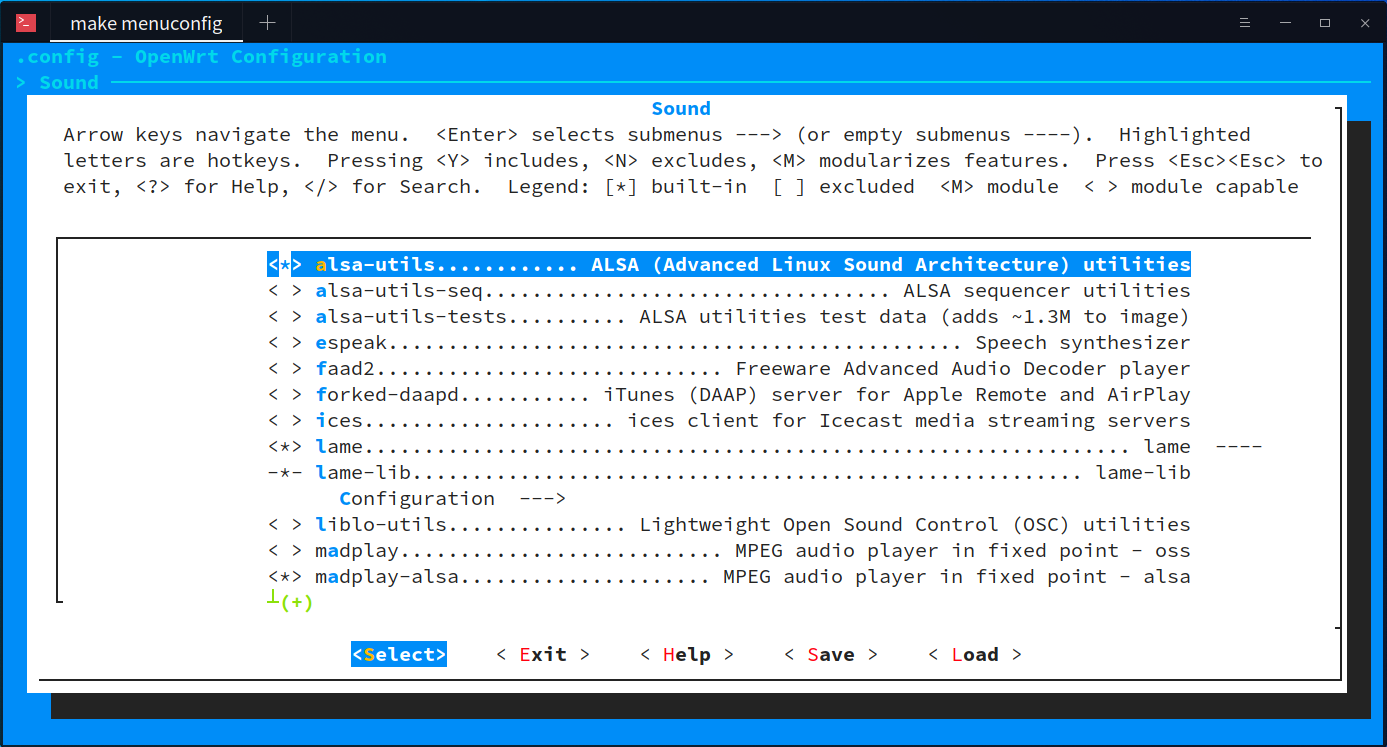 make menuconfig
.config - OpenWrt Configuration
> Sound
Sound
Arrow keys navigate the menu.  <Enter> selects submenus ---> (or empty submenus ----).  Highlighted
letters are hotkeys.  Pressing <Y> includes, <N> excludes, <M> modularizes features.  Press <Esc><Esc> to
exit, <?> for Help, </> for Search.  Legend: [*] built-in  [ ] excluded  <M> module  < > module capable
<*> alsa-utils............ ALSA (Advanced Linux Sound Architecture) utilities
< > alsa-utils-seq.................................. ALSA sequencer utilities
< > alsa-utils-tests.......... ALSA utilities test data (adds ~1.3M to image)
< > espeak................................................ Speech synthesizer
< > faad2............................. Freeware Advanced Audio Decoder player
< > forked-daapd........... iTunes (DAAP) server for Apple Remote and AirPlay
< > ices..................... ices client for Icecast media streaming servers
<*> lame................................................................ lame  ----
-*- lame-lib........................................................ lame-lib
Configuration  --->
< > liblo-utils............... Lightweight Open Sound Control (OSC) utilities
< > madplay........................... MPEG audio player in fixed point - oss
<*> madplay-alsa..................... MPEG audio player in fixed point - alsa
┴(+)
<Select>    < Exit >    < Help >    < Save >    < Load >